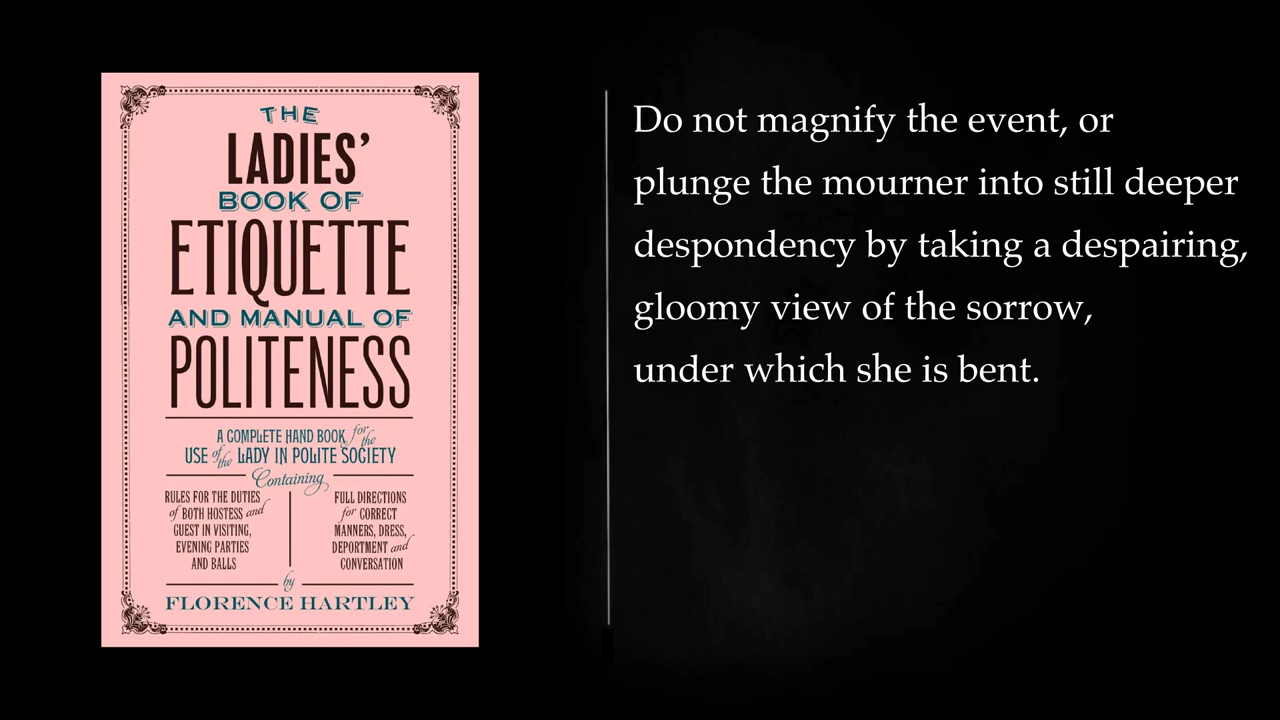 THE
LADIES'
BOOK OF
ETIQUETTE
AND MANUAL OF
POLITENESS
A COMPLETE HAND BOOK for the
USE of the LADY IN POLITE SOCIETY
Containing
RULES FOR THE DUTIES
of BOTH HOSTESS and
GUEST IN VISITING,
EVENING PARTIES
AND BALLS
FULL DIRECTIONS
for CORRECT
MANNERS, DRESS,
DEPORTMENT and
CONVERSATION
by
FLORENCE HARTLEY
Do not magnify the event, or
plunge the mourner into still deeper
despondency by taking a despairing,
gloomy view of the sorrow,
under which she is bent.